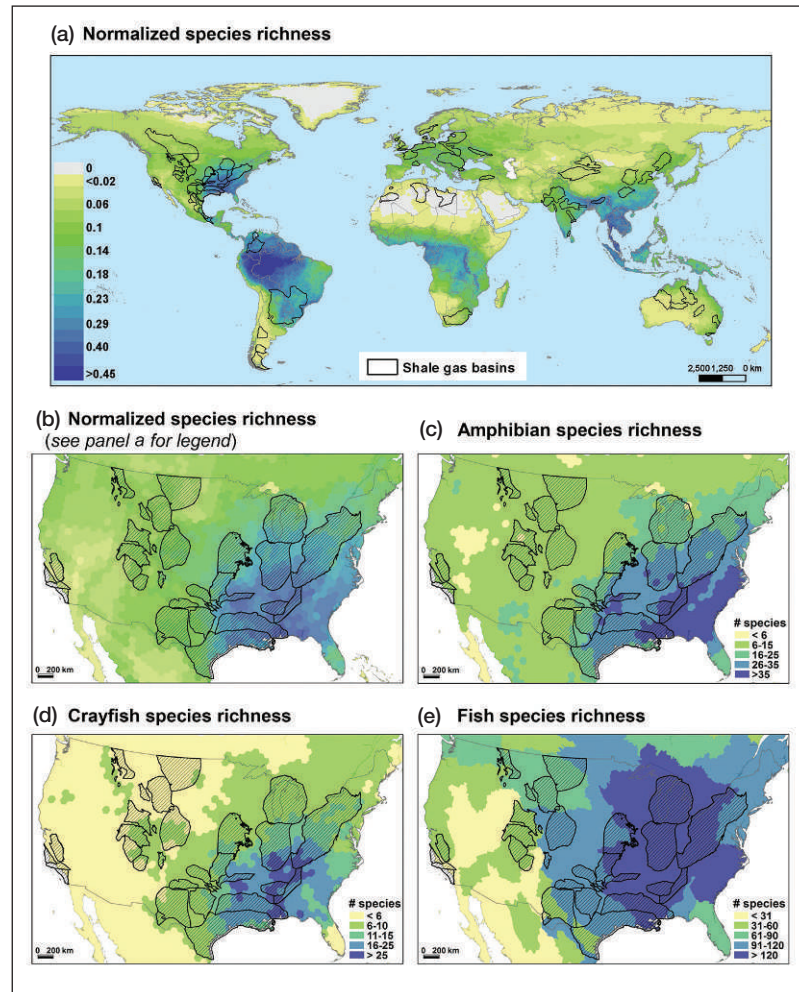 (a) Normalized species richness
0
<0.02
0.06
0.10
0.14
0.18
0.23
0.29
0.40
>0.45
Shale gas basins
2,500 1,250 0 km
(b) Normalized species richness
(see panel a for legend)
0 200 km
(c) Amphibian species richness
# species
< 6
6-15
16-25
26-35
>35
0 200 km
(d) Crayfish species richness
# species
< 6
6-10
11-15
16-25
> 25
0 200 km
(e) Fish species richness
# species
< 31
31-60
61-90
91-120
> 120
0 200 km